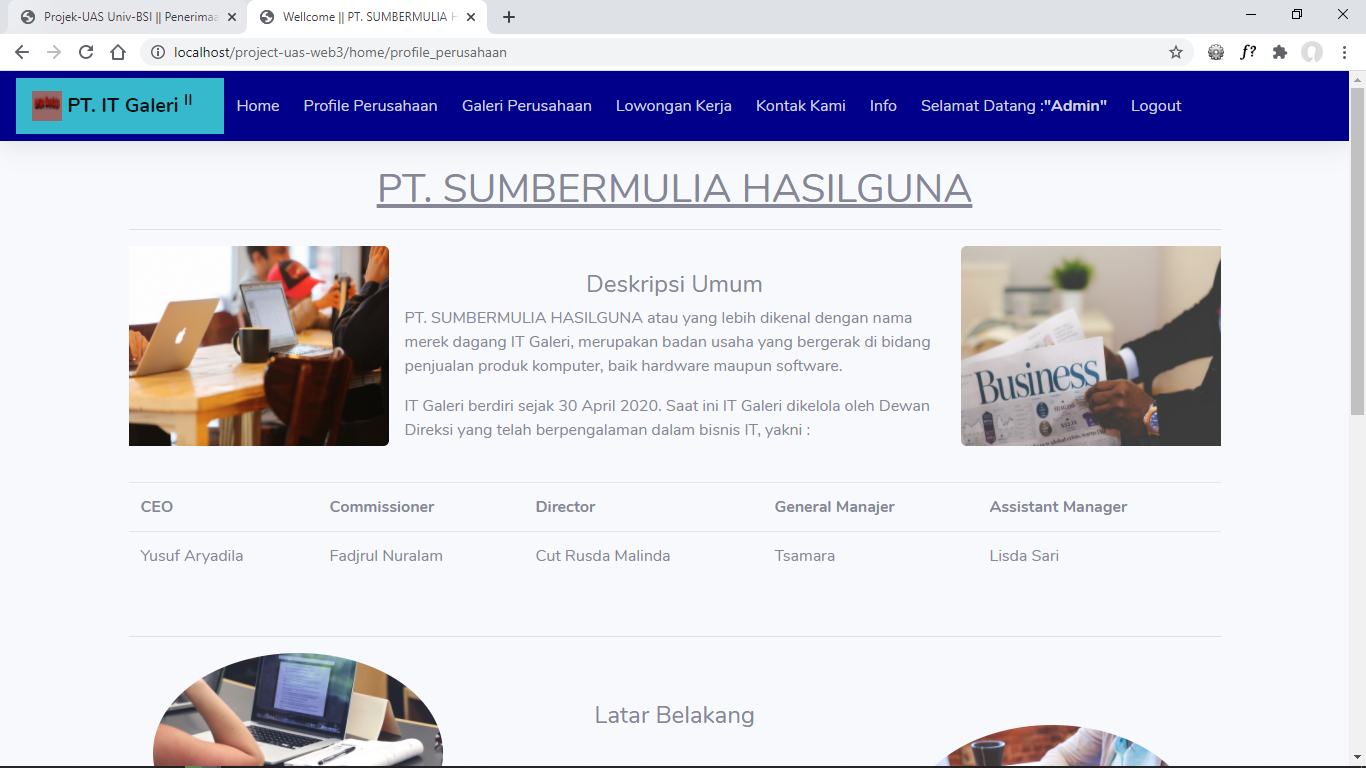 Projek-UAS Univ-BSI || Penerimaa
Wellcome || PT. SUMBERMULIA H
localhost/project-uas-web3/home/profile_perusahaan
f?
PT. IT Galeri II
Home
Profile Perusahaan
Galeri Perusahaan
Lowongan Kerja
Kontak Kami
Info
Selamat Datang :"Admin"
Logout
PT. SUMBERMULIA HASILGUNA
Deskripsi Umum
PT. SUMBERMULIA HASILGUNA atau yang lebih dikenal dengan nama
merek dagang IT Galeri, merupakan badan usaha yang bergerak di bidang
penjualan produk komputer, baik hardware maupun software.
IT Galeri berdiri sejak 30 April 2020. Saat ini IT Galeri dikelola oleh Dewan
Direksi yang telah berpengalaman dalam bisnis IT, yakni :
Business
CEO Commissioner Director General Manajer Assistant Manager
Yusuf Aryadila Fadjrul Nuralam Cut Rusda Malinda Tsamara Lisda Sari
Latar Belakang